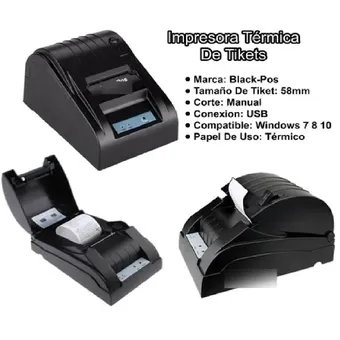 Impresora Térmica
De Tikets
• Marca: Black-Pos
• Tamaño De Tiket: 58mm
• Corte: Manual
• Conexion: USB
• Compatible: Windows 7 8 10
• Papel De Uso: Térmico